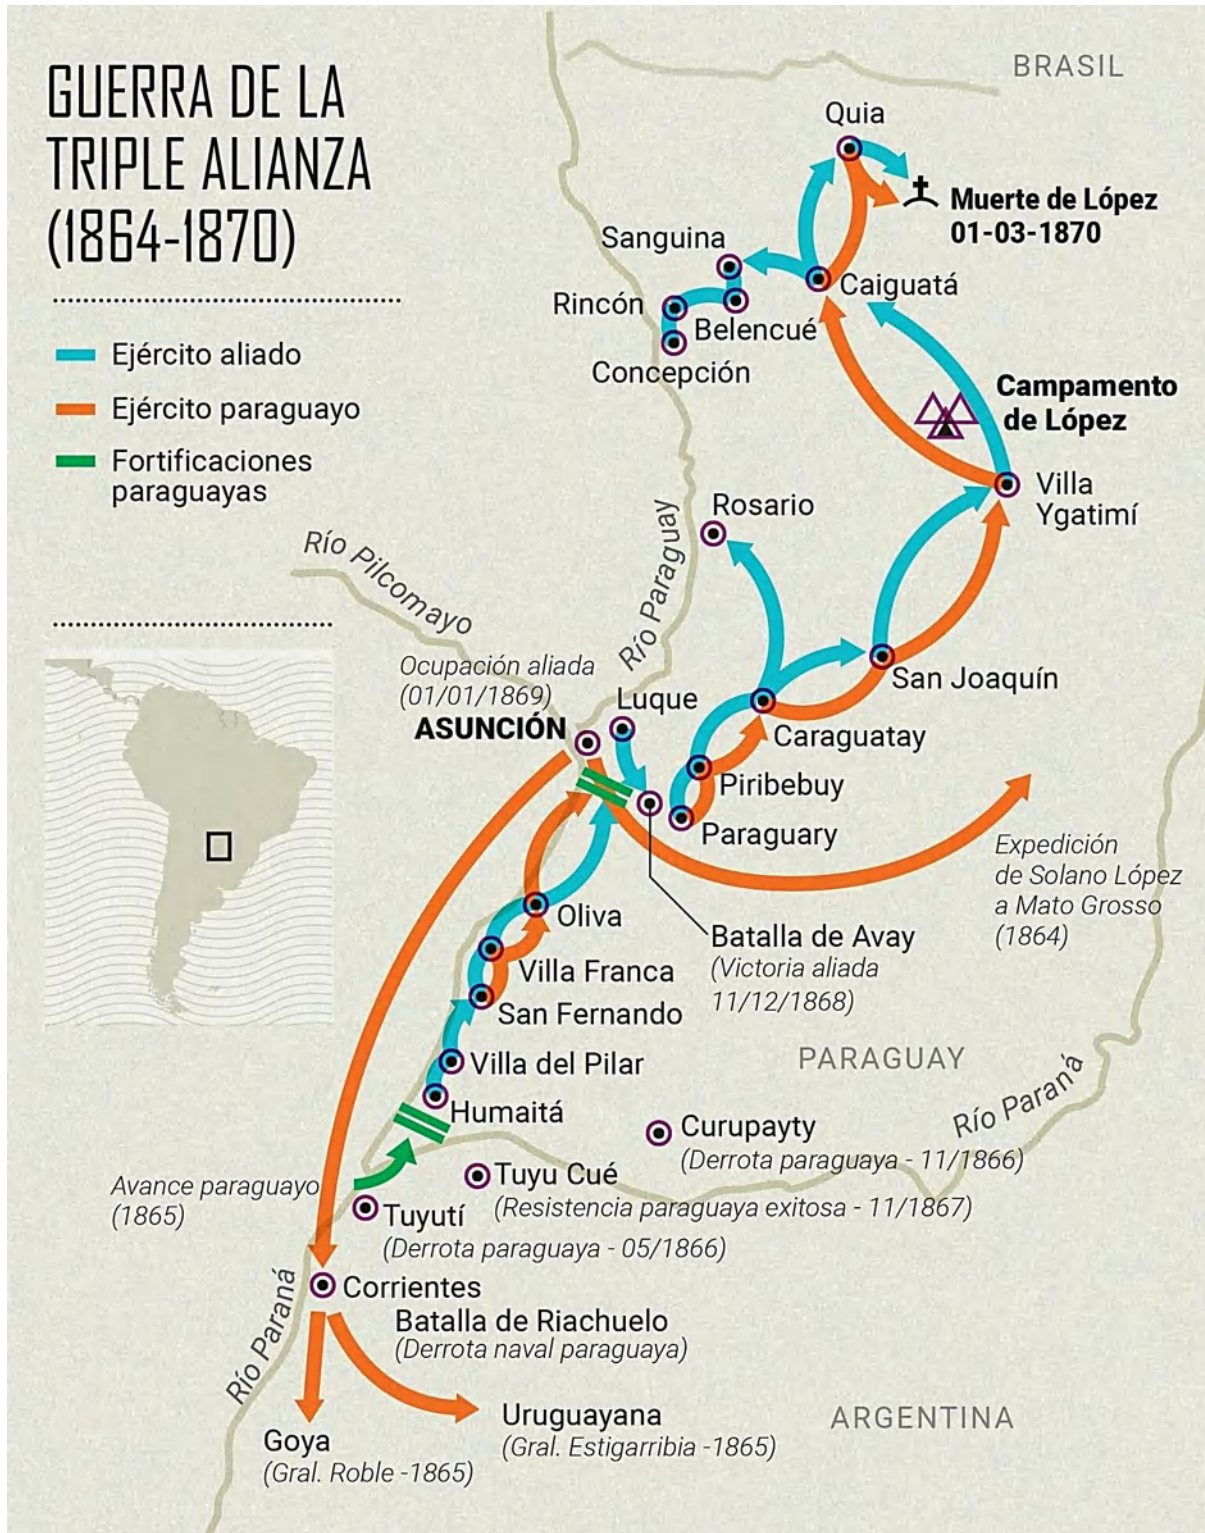 GUERRA DE LA
TRIPLE ALIANZA
(1864-1870)
Ejército aliado
Ejército paraguayo
Fortificaciones
paraguayas
BRASIL
Quia
Muerte de López
01-03-1870
Sanguina
Caiguatá
Rincón
Belencué
Concepción
Campamento
de López
Villa
Ygatimí
Rosario
Río Pilcomayo
Río Paraguay
Ocupación aliada
(01/01/1869)
ASUNCIÓN
Luque
San Joaquín
Caraguatay
Piribebuy
Paraguary
Expedición
de Solano López
a Mato Grosso
(1864)
Oliva
Batalla de Avay
(Victoria aliada
11/12/1868)
Villa Franca
San Fernando
Villa del Pilar
PARAGUAY
Río Paraná
Humaitá
Curupayty
(Derrota paraguaya - 11/1866)
Tuyu Cué
(Resistencia paraguaya exitosa - 11/1867)
Avance paraguayo
(1865)
Tuyutí
(Derrota paraguaya - 05/1866)
Corrientes
Batalla de Riachuelo
(Derrota naval paraguaya)
Río Paraná
Uruguayana
(Gral. Estigarribia -1865)
ARGENTINA
Goya
(Gral. Roble -1865)